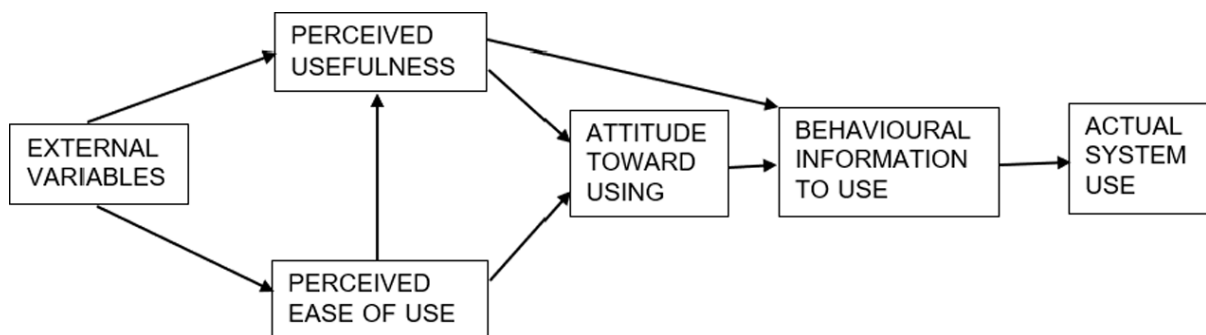 PERCEIVED
USEFULNESS
EXTERNAL
VARIABLES
PERCEIVED
EASE OF USE
ATTITUDE
TOWARD
USING
BEHAVIOURAL
INFORMATION
TO USE
ACTUAL
SYSTEM
USE